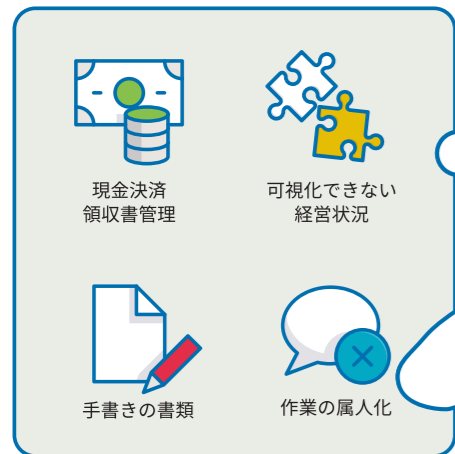 現金決済
領収書管理
可視化できない
経営状況
手書きの書類
作業の属人化